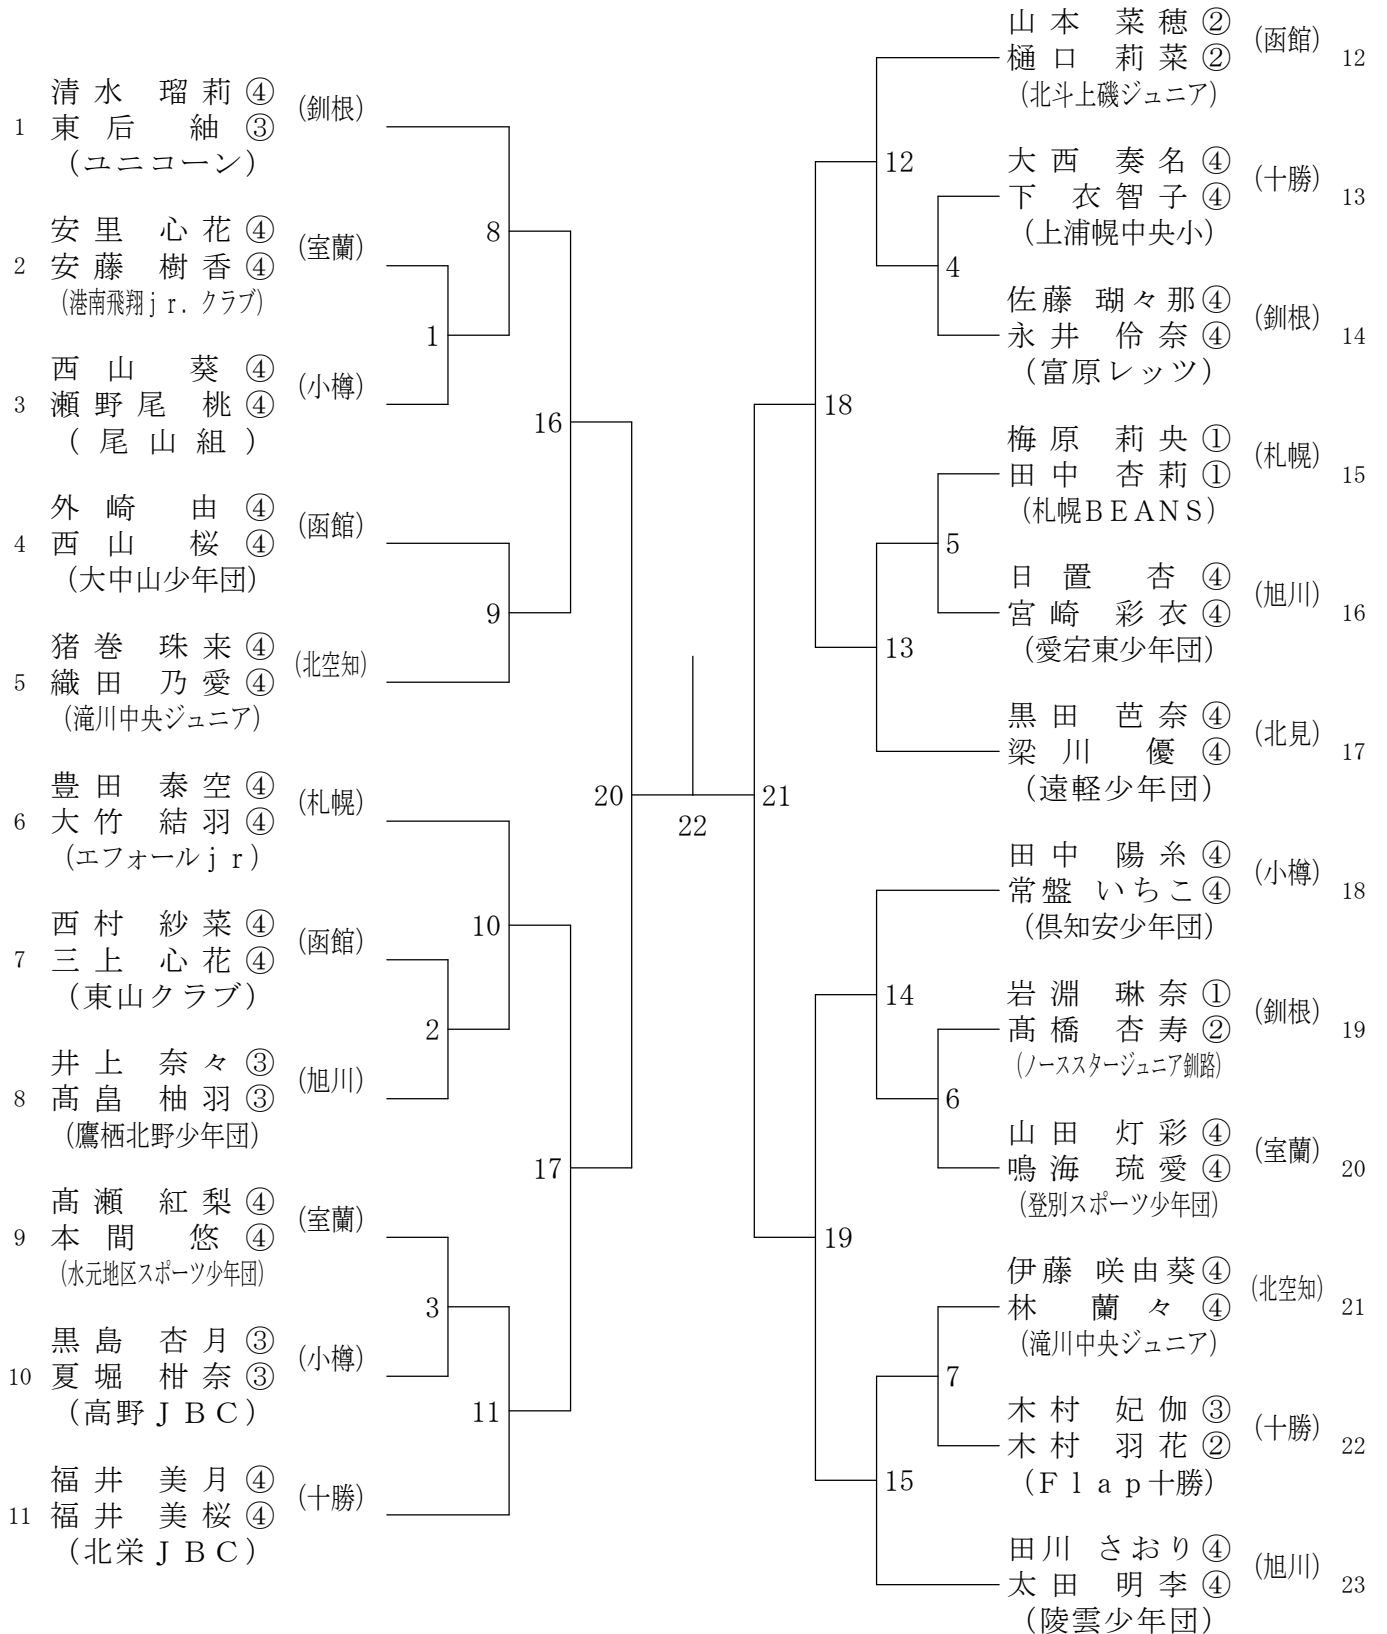 清水 瑠莉④
(釧根)
1 東后 紬③
(ユニコーン)
安里 心花④
(室蘭)
2 安藤 樹香④
(港南飛翔ｊｒ．クラブ)
西山 葵④
(小樽)
3 瀬野尾 桃④
(尾山組)
外崎 由④
(函館)
4 西山 桜④
(大中山少年団)
猪巻 珠来④
(北空知)
5 織田 乃愛④
(滝川中央ジュニア)
豊田 泰空④
(札幌)
6 大竹 結羽④
(エフォールｊｒ)
西村 紗菜④
(函館)
7 三上 心花④
(東山クラブ)
井上 奈々③
(旭川)
8 髙畠 柚羽③
(鷹栖北野少年団)
髙瀬 紅梨④
(室蘭)
9 本間 悠④
(水元地区スポーツ少年団)
黒島 杏月③
(小樽)
10 夏堀 柑奈③
(高野ＪＢＣ)
福井 美月④
(十勝)
11 福井 美桜④
(北栄ＪＢＣ)
8
1
16
9
20
10
2
17
3
11
22
21
12
4
18
5
13
14
6
19
7
15
山本 菜穂②
(函館)
樋口 莉菜② 12
(北斗上磯ジュニア)
大西 奏名④
(十勝)
下 衣智子④ 13
(上浦幌中央小)
佐藤 瑚々那④
(釧根)
永井 伶奈④ 14
(富原レッツ)
梅原 莉央①
(札幌)
田中 杏莉① 15
(札幌ＢＥＡＮＳ)
日置 杏④
(旭川)
宮崎 彩衣④ 16
(愛宕東少年団)
黒田 芭奈④
(北見)
梁川 優④ 17
(遠軽少年団)
田中 陽糸④
(小樽)
常盤 いちこ④ 18
(倶知安少年団)
岩淵 琳奈①
(釧根)
髙橋 杏寿② 19
(ノーススタージュニア釧路)
山田 灯彩④
(室蘭)
鳴海 琉愛④ 20
(登別スポーツ少年団)
伊藤 咲由葵④
(北空知)
林 蘭々④ 21
(滝川中央ジュニア)
木村 妃伽③
(十勝)
木村 羽花② 22
(Ｆｌａｐ十勝)
田川 さおり④
(旭川)
太田 明李④ 23
(陵雲少年団)